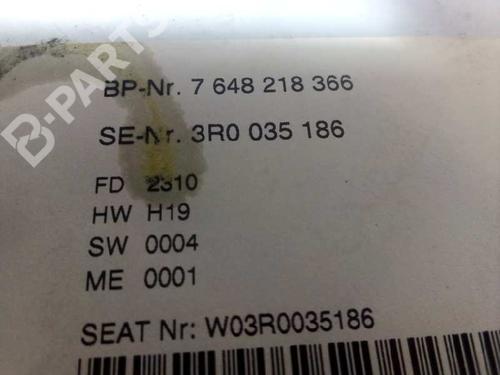 B-PARTS
BP-Nr. 7 648 218 366
SE-Nr. 3R0 035 186
FD 2310
HW H19
SW 0004
ME 0001
SEAT Nr: W03R0035186